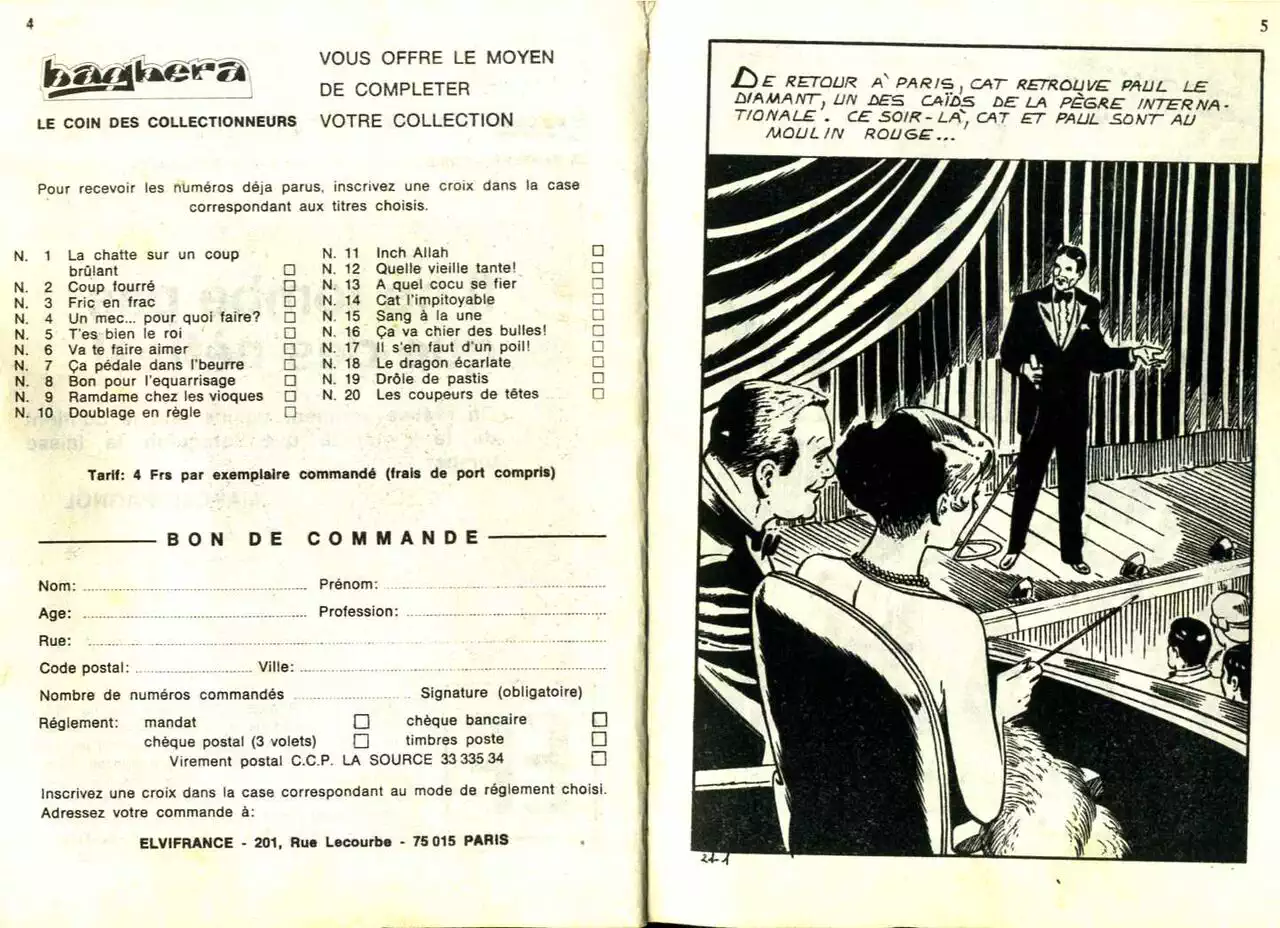 4
baghera
LE COIN DES COLLECTIONNEURS
VOUS OFFRE LE MOYEN
DE COMPLETER
VOTRE COLLECTION
Pour recevoir les numéros déja parus, inscrivez une croix dans la case
correspondant aux titres choisis.
N. 1 La chatte sur un coup
brûlant
N. 2 Coup fourré
N. 3 Fric en frac
N. 4 Un mec... pour quoi faire?
N. 5 T'es bien le roi
N. 6 Va te faire aimer
N. 7 Ça pédale dans l'beurre
N. 8 Bon pour l'equarrisage
N. 9 Ramdame chez les vioques
N. 10 Doublage en règle
N. 11 Inch Allah
N. 12 Quelle vieille tante!
N. 13 A quel cocu se fier
N. 14 Cat l'impitoyable
N. 15 Sang à la une
N. 16 Ça va chier des bulles!
N. 17 Il s'en faut d'un poil!
N. 18 Le dragon écarlate
N. 19 Drôle de pastis
N. 20 Les coupeurs de têtes
Tarif: 4 Frs par exemplaire commandé (frais de port compris)
BON DE COMMANDE
Nom: Prénom:
Age: Profession:
Rue:
Code postal: Ville:
Nombre de numéros commandés Signature (obligatoire)
Réglement: mandat chèque bancaire
chéque postal (3 volets) timbres poste
Virement postal C.C.P. LA SOURCE 33 335 34
Inscrivez une croix dans la case correspondant au mode de réglement choisi.
Adressez votre commande à:
ELVIFRANCE - 201, Rue Lecourbe - 75 015 PARIS
5
DE RETOUR A PARIS, CAT RETROUVE PAUL LE
DIAMANT, UN DES CAÏDS DE LA PÈGRE INTERNA-
TIONALE. CE SOIR-LÀ, CAT ET PAUL SONT AU
MOULIN ROUGE...
21-1